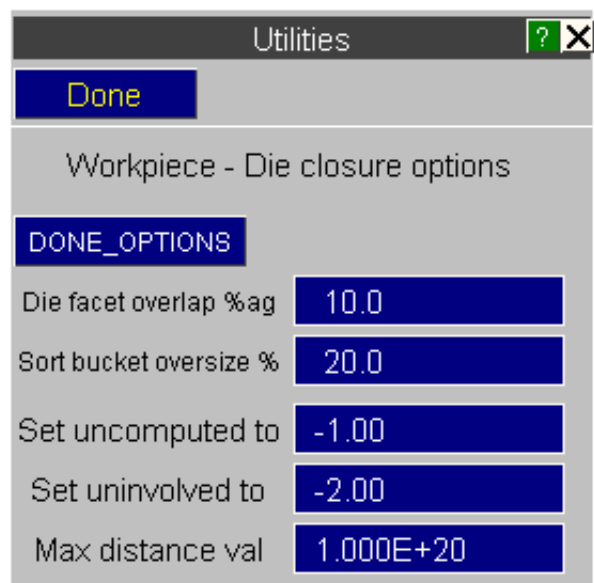 Utilities ?
Done
Workpiece - Die closure options
DONE_OPTIONS
Die facet overlap %ag 10.0
Sort bucket oversize % 20.0
Set uncomputed to -1.00
Set uninvolved to -2.00
Max distance val 1.000E+20